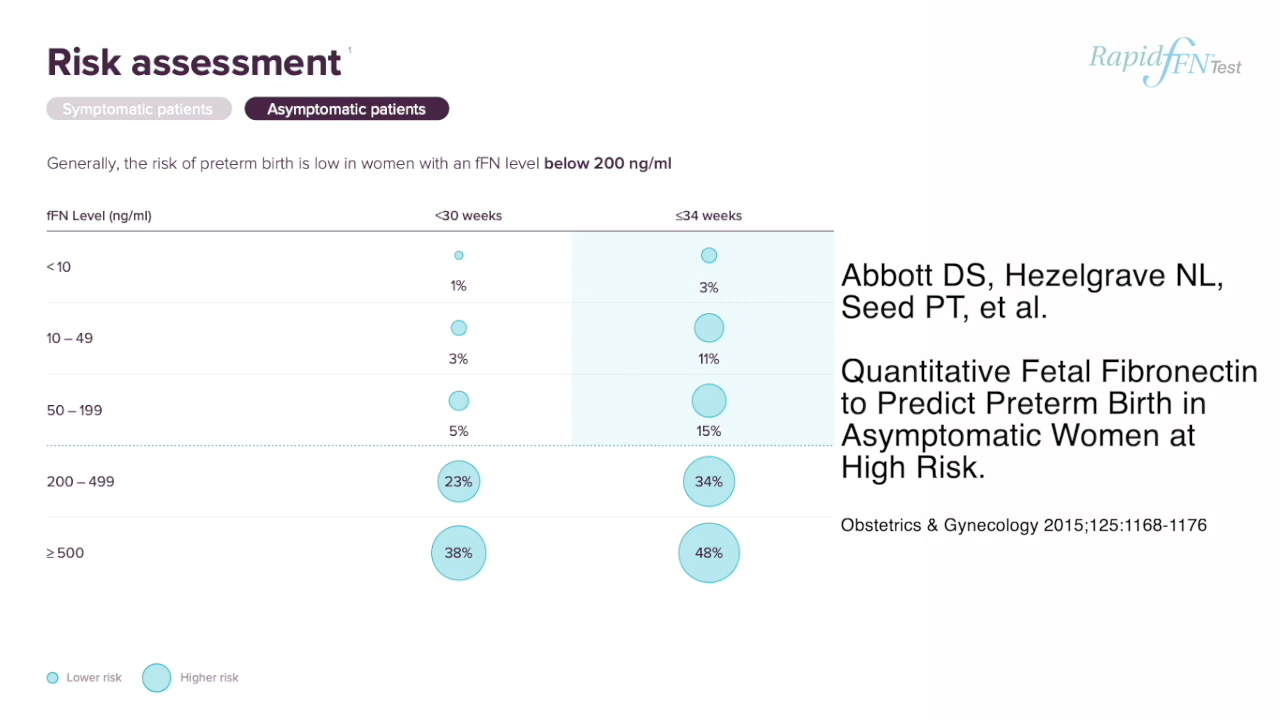 Risk assessment 1
Rapid fFN Test
Symptomatic patients Asymptomatic patients
Generally, the risk of preterm birth is low in women with an fFN level below 200 ng/ml
fFN Level (ng/ml) <30 weeks ≤34 weeks
<10 1% 3%
10 – 49 3% 11%
50 – 199 5% 15%
200 – 499 23% 34%
≥ 500 38% 48%
Lower risk Higher risk
Abbott DS, Hezelgrave NL,
Seed PT, et al.
Quantitative Fetal Fibronectin
to Predict Preterm Birth in
Asymptomatic Women at
High Risk.
Obstetrics & Gynecology 2015;125:1168-1176